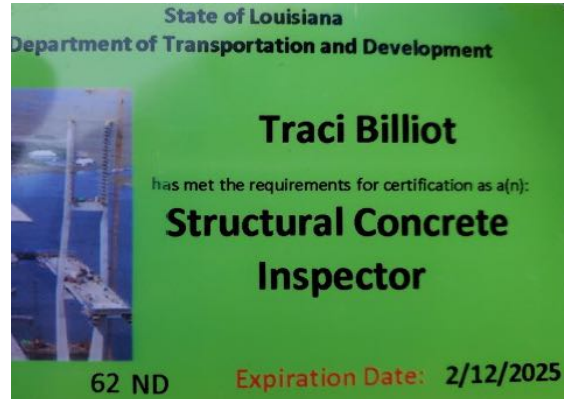 State of Louisiana
Department of Transportation and Development
Traci Billiot
has met the requirements for certification as a(n):
Structural Concrete
Inspector
62 ND Expiration Date: 2/12/2025